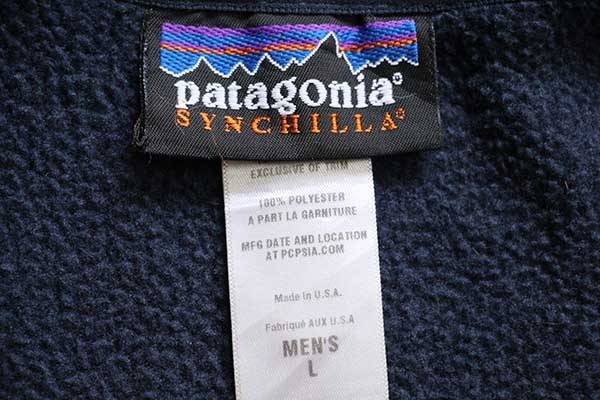 patagonia®
SYNCHILLA®
EXCLUSIVE OF TRIM
100% POLYESTER
A PART LA GARNITURE
MFG DATE AND LOCATION
AT PCPSIA.COM
Made in U.S.A.
Fabriqué AUX U.S.A
MEN'S
L